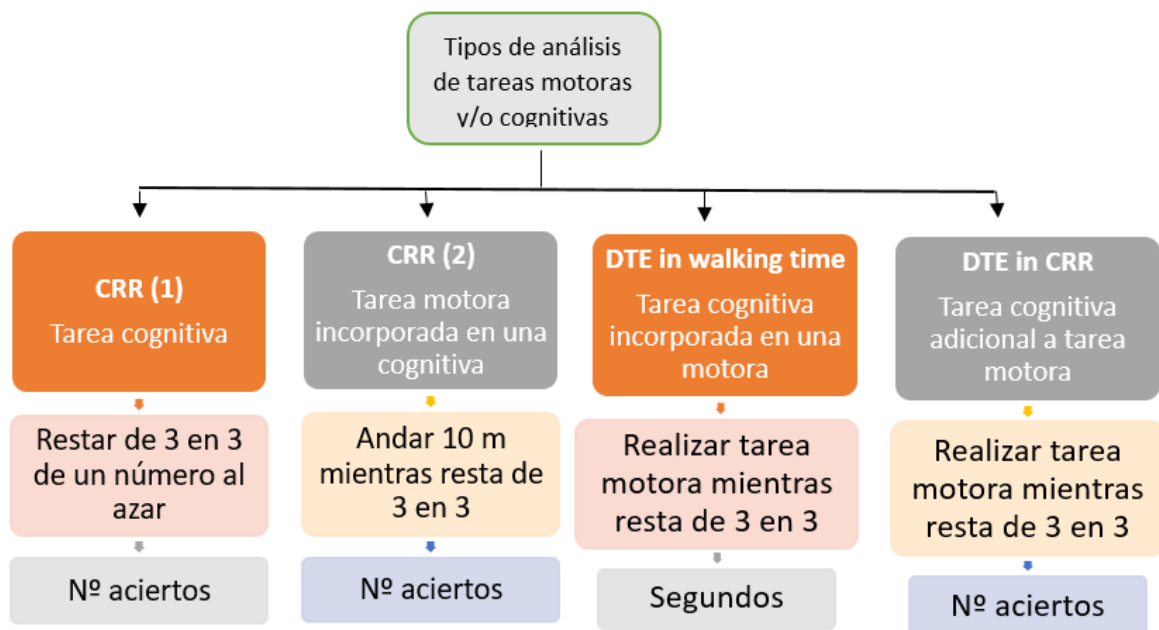 Tipos de análisis
de tareas motoras
y/o cognitivas
CRR (1)
Tarea cognitiva
CRR (2)
Tarea motora
incorporada en una
cognitiva
DTE in walking time
Tarea cognitiva
incorporada en una
motora
DTE in CRR
Tarea cognitiva
adicional a tarea
motora
Restar de 3 en 3
de un número al
azar
Andar 10 m
mientras resta de
3 en 3
Realizar tarea
motora mientras
resta de 3 en 3
Realizar tarea
motora mientras
resta de 3 en 3
Nº aciertos
Nº aciertos
Segundos
Nº aciertos